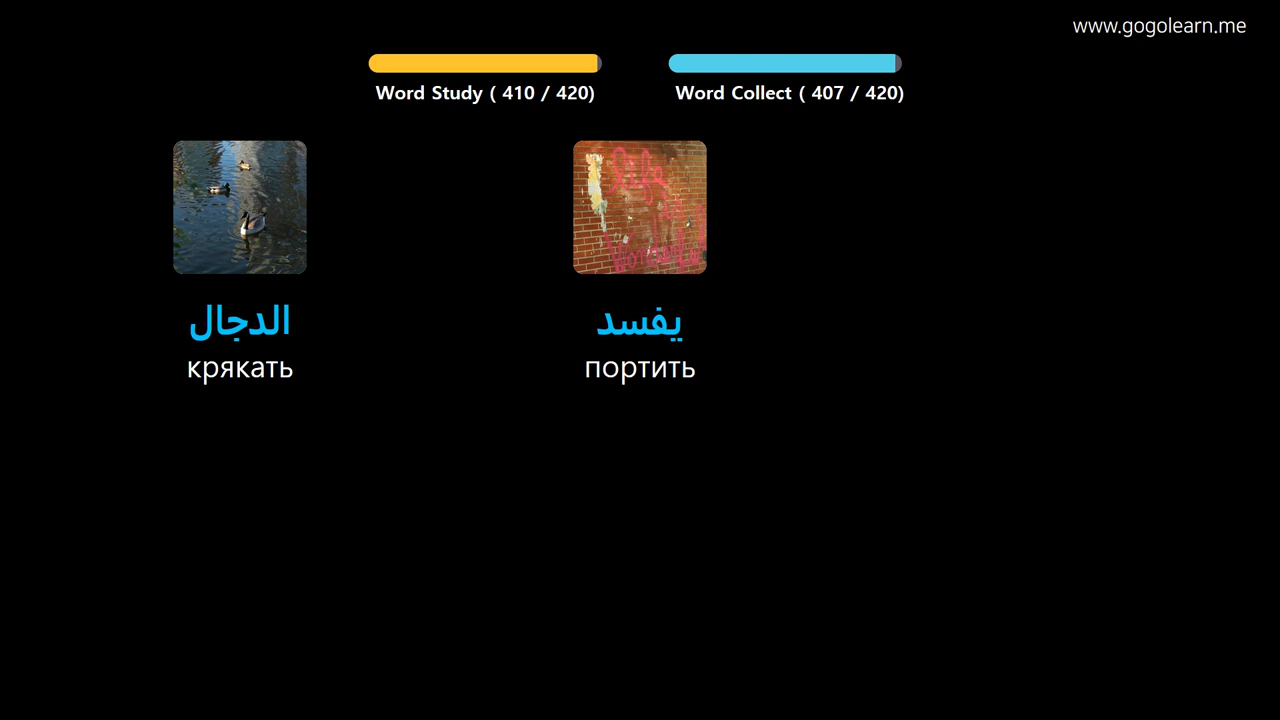 www.gogolearn.me
Word Study ( 410 / 420)
Word Collect ( 407 / 420)
الدجال
крякать
يفسد
портить